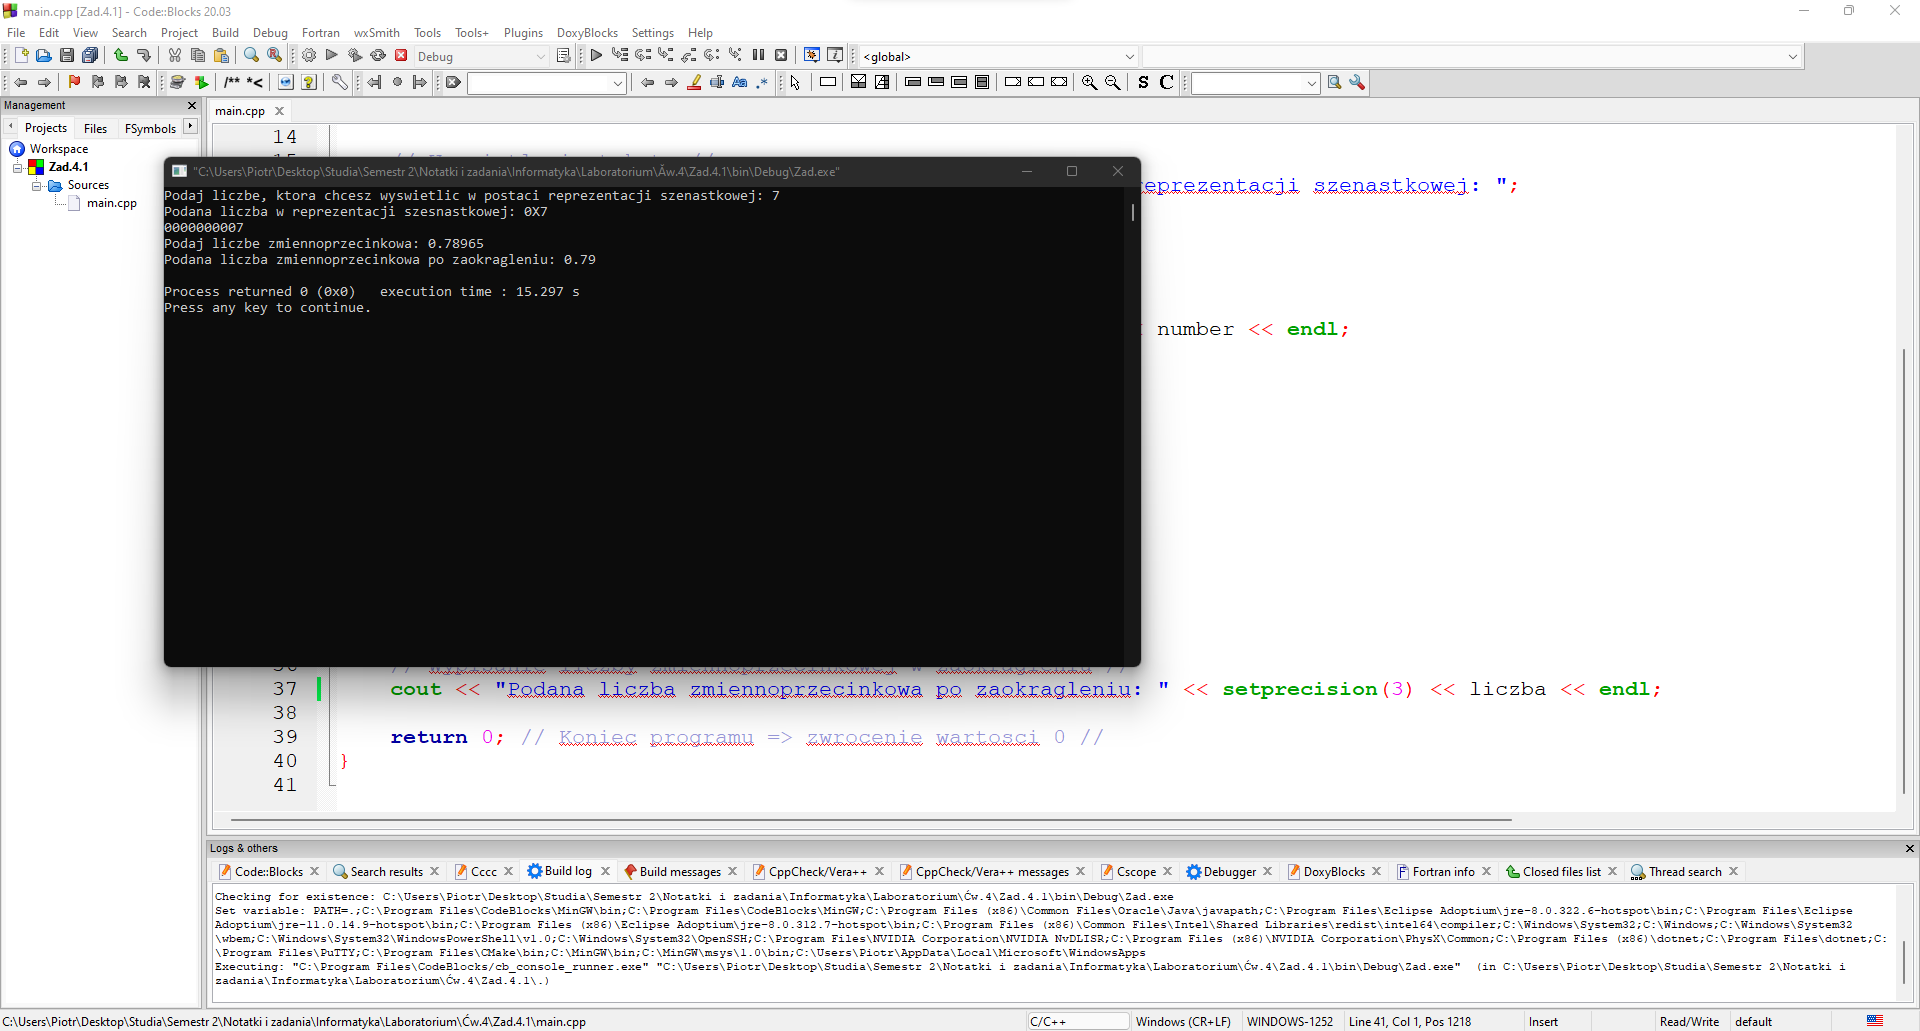 main.cpp [Zad.4.1] - Code::Blocks 20.03
File Edit View Search Project Build Debug Fortran wxSmith Tools Tools+ Plugins DoxyBlocks Settings Help
Debug
<global>
/** *<
Aa .*
S C
Management
Projects Files FSymbols
Workspace
Zad.4.1
Sources
main.cpp
main.cpp
14
"C:\Users\Piotr\Desktop\Studia\Semestr 2\Notatki i zadania\Informatyka\Laboratorium\Äw.4\Zad.4.1\bin\Debug\Zad.exe"
Podaj liczbe, ktora chcesz wyswietlic w postaci reprezentacji szenastkowej: 7
Podana liczba w reprezentacji szesnastkowej: 0X7
0000000007
Podaj liczbe zmiennoprzecinkowa: 0.78965
Podana liczba zmiennoprzecinkowa po zaokragleniu: 0.79
Process returned 0 (0x0)   execution time : 15.297 s
Press any key to continue.
reprezentacji szenastkowej: ";
number << endl;
37 cout << "Podana liczba zmiennoprzecinkowa po zaokragleniu: " << setprecision(3) << liczba << endl;
38
39 return 0; // Koniec programu => zwrocenie wartosci 0 //
40 }
41
Logs & others
Code::Blocks Search results Cccc Build log Build messages CppCheck/Vera++ CppCheck/Vera++ messages Cscope Debugger DoxyBlocks Fortran info Closed files list Thread search
Checking for existence: C:\Users\Piotr\Desktop\Studia\Semestr 2\Notatki i zadania\Informatyka\Laboratorium\Ćw.4\Zad.4.1\bin\Debug\Zad.exe
Set variable: PATH=.;C:\Program Files\CodeBlocks\MinGW\bin;C:\Program Files\CodeBlocks\MinGW;C:\Program Files (x86)\Common Files\Oracle\Java\javapath;C:\Program Files\Eclipse Adoptium\jre-8.0.322.6-hotspot\bin;C:\Program Files\Eclipse
Adoptium\jre-11.0.14.9-hotspot\bin;C:\Program Files (x86)\Eclipse Adoptium\jre-8.0.312.7-hotspot\bin;C:\Program Files (x86)\Common Files\Intel\Shared Libraries\redist\intel64\compiler;C:\Windows\System32;C:\Windows;C:\Windows\System32
\wbem;C:\Windows\System32\WindowsPowerShell\v1.0;C:\Windows\System32\OpenSSH;C:\Program Files\NVIDIA Corporation\NVIDIA NvDLISR;C:\Program Files (x86)\NVIDIA Corporation\PhysX\Common;C:\Program Files (x86)\dotnet;C:\Program Files\dotnet;C:
\Program Files\PuTTY;C:\Program Files\CMake\bin;C:\MinGW\bin;C:\MinGW\msys\1.0\bin;C:\Users\Piotr\AppData\Local\Microsoft\WindowsApps
Executing: "C:\Program Files\CodeBlocks/cb_console_runner.exe" "C:\Users\Piotr\Desktop\Studia\Semestr 2\Notatki i zadania\Informatyka\Laboratorium\Ćw.4\Zad.4.1\bin\Debug\Zad.exe"  (in C:\Users\Piotr\Desktop\Studia\Semestr 2\Notatki i
zadania\Informatyka\Laboratorium\Ćw.4\Zad.4.1\.)
C:\Users\Piotr\Desktop\Studia\Semestr 2\Notatki i zadania\Informatyka\Laboratorium\Ćw.4\Zad.4.1\main.cpp C/C++ Windows (CR+LF) WINDOWS-1252 Line 41, Col 1, Pos 1218 Insert Read/Write default